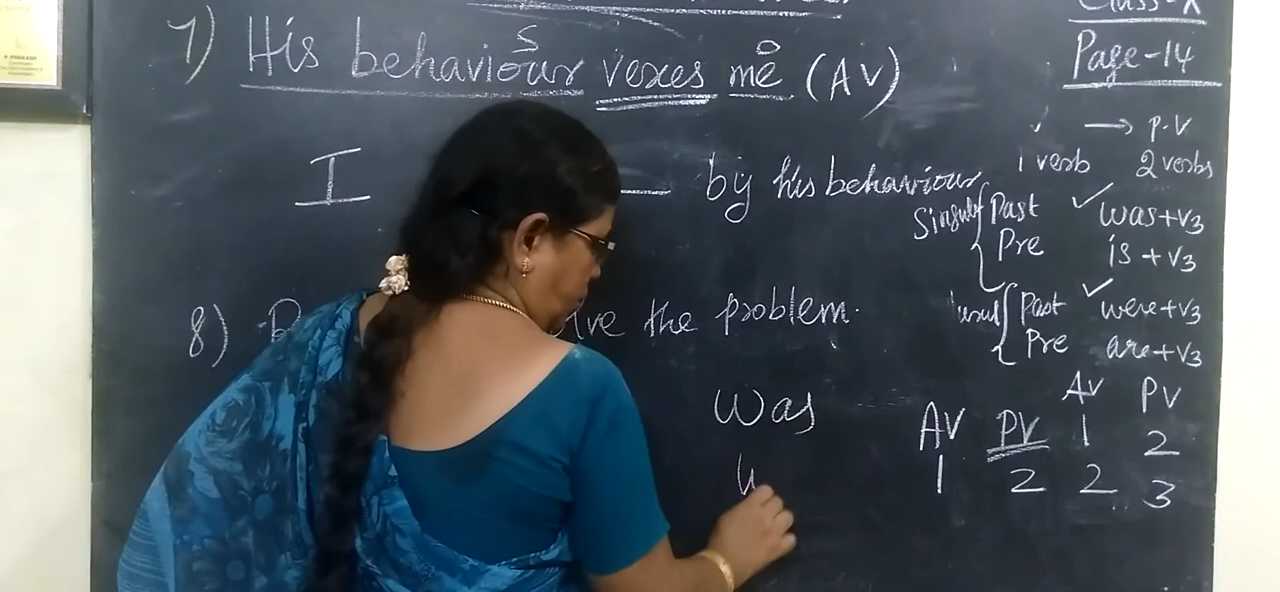 Class-X
Page-14
7) His behaviour vexes me (AV)
S
O
I ___ by his behaviour
8) the problem.
✓ → P.V
1 verb 2 verbs
Past ✓ was+v3
Pre is+v3
Past ✓ were+v3
Pre are+v3
was
AV PV
1 2
AV PV
1 2
2 3